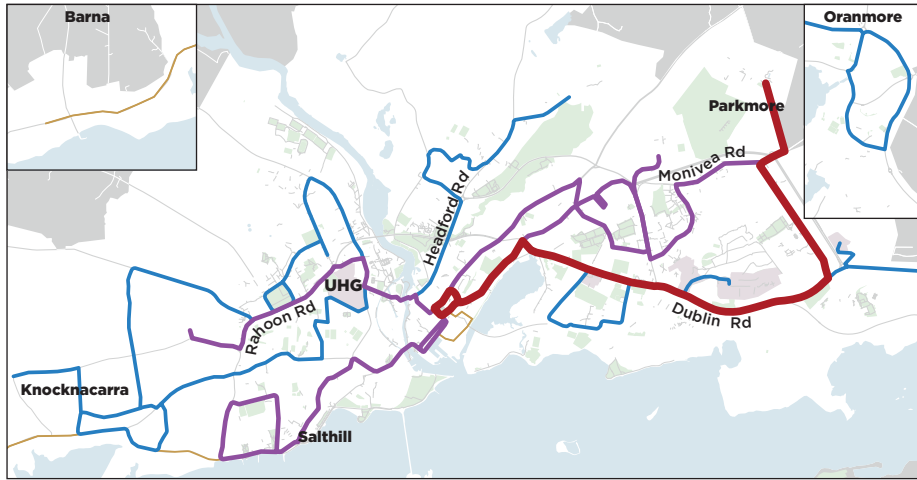 Barna
Oranmore
Parkmore
Monivea Rd
Headford Rd
UHG
Rahoon Rd
Dublin Rd
Knocknacarra
Salthill